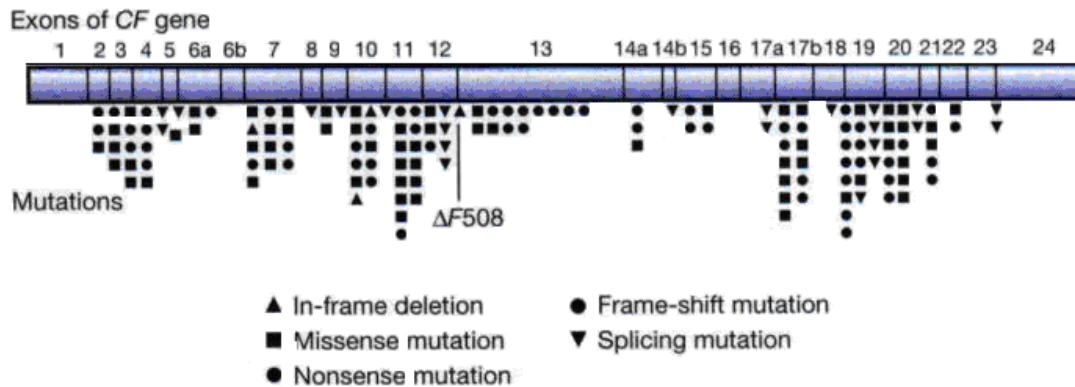 Exons of CF gene
1 2 3 4 5 6a 6b 7 8 9 10 11 12 13 14a 14b 15 16 17a 17b 18 19 20 21 22 23 24
Mutations
ΔF508
In-frame deletion
Missense mutation
Nonsense mutation
Frame-shift mutation
Splicing mutation